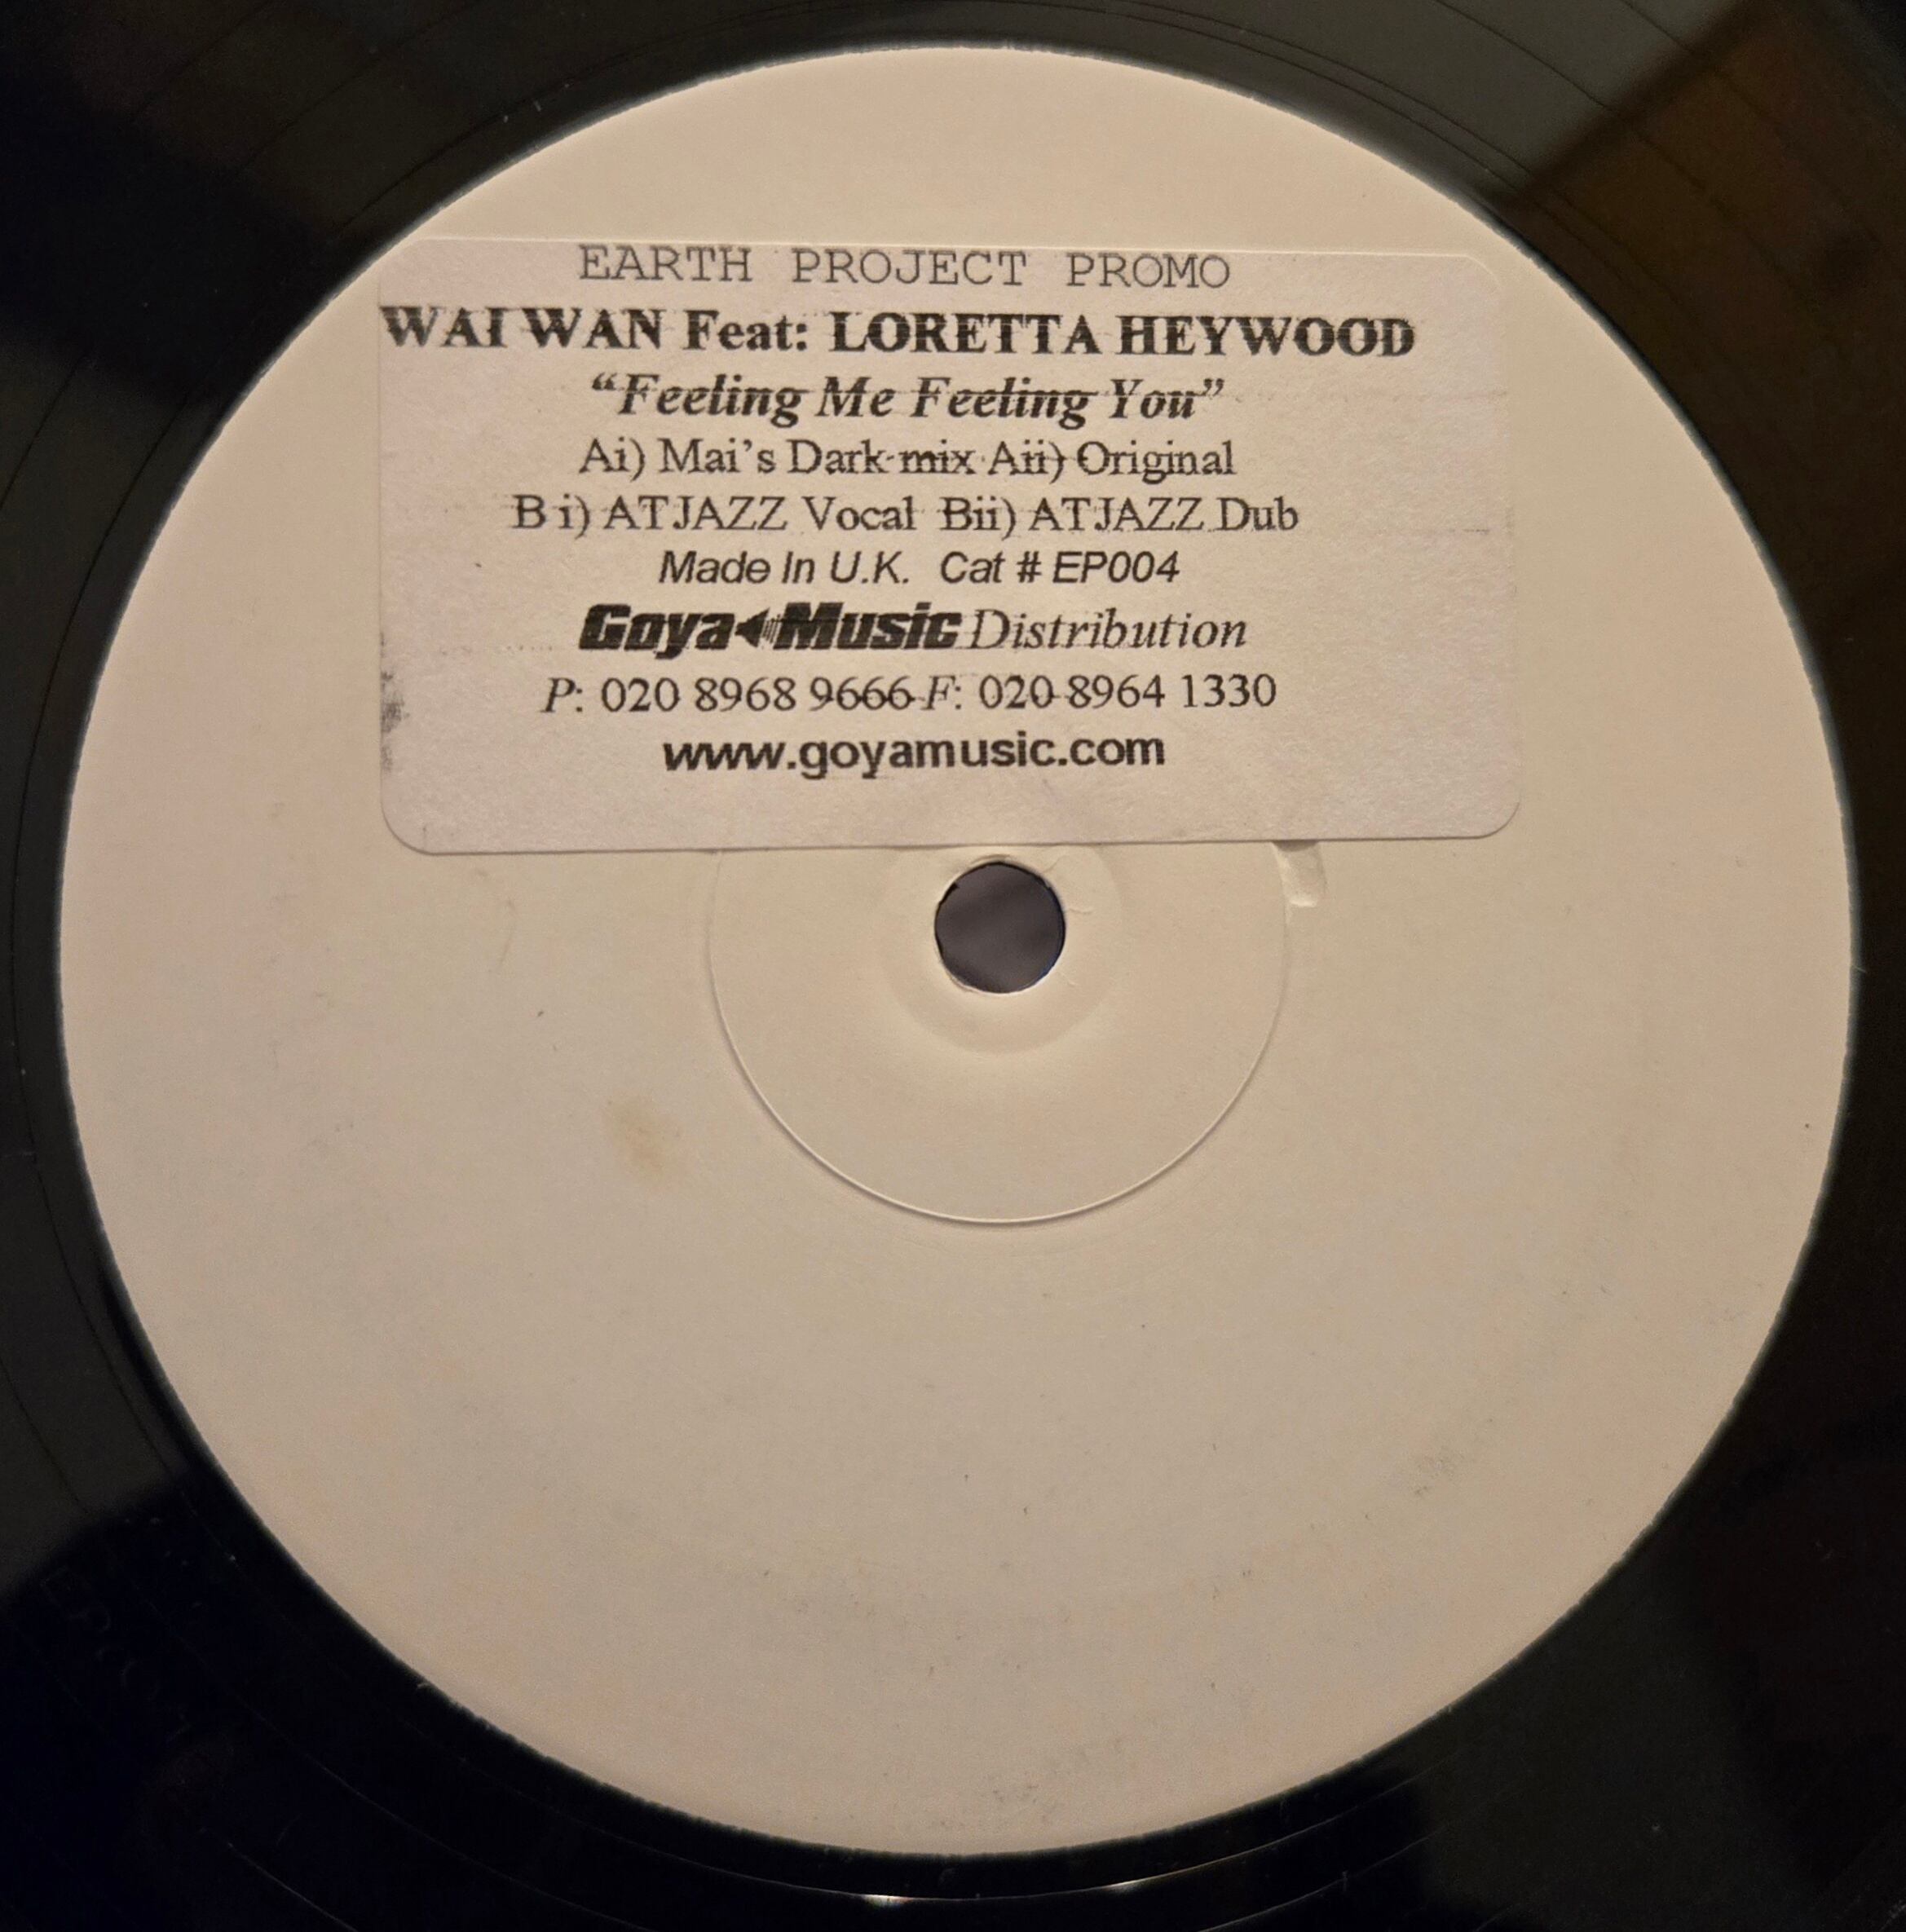 EARTH PROJECT PROMO
WAI WAN Feat: LORETTA HEYWOOD
“Feeling Me Feeling You”
Ai) Mai's Dark mix Aii) Original
B i) ATJAZZ Vocal Bii) ATJAZZ Dub
Made In U.K. Cat # EP004
Goya Music Distribution
P: 020 8968 9666 F: 020 8964 1330
www.goyamusic.com